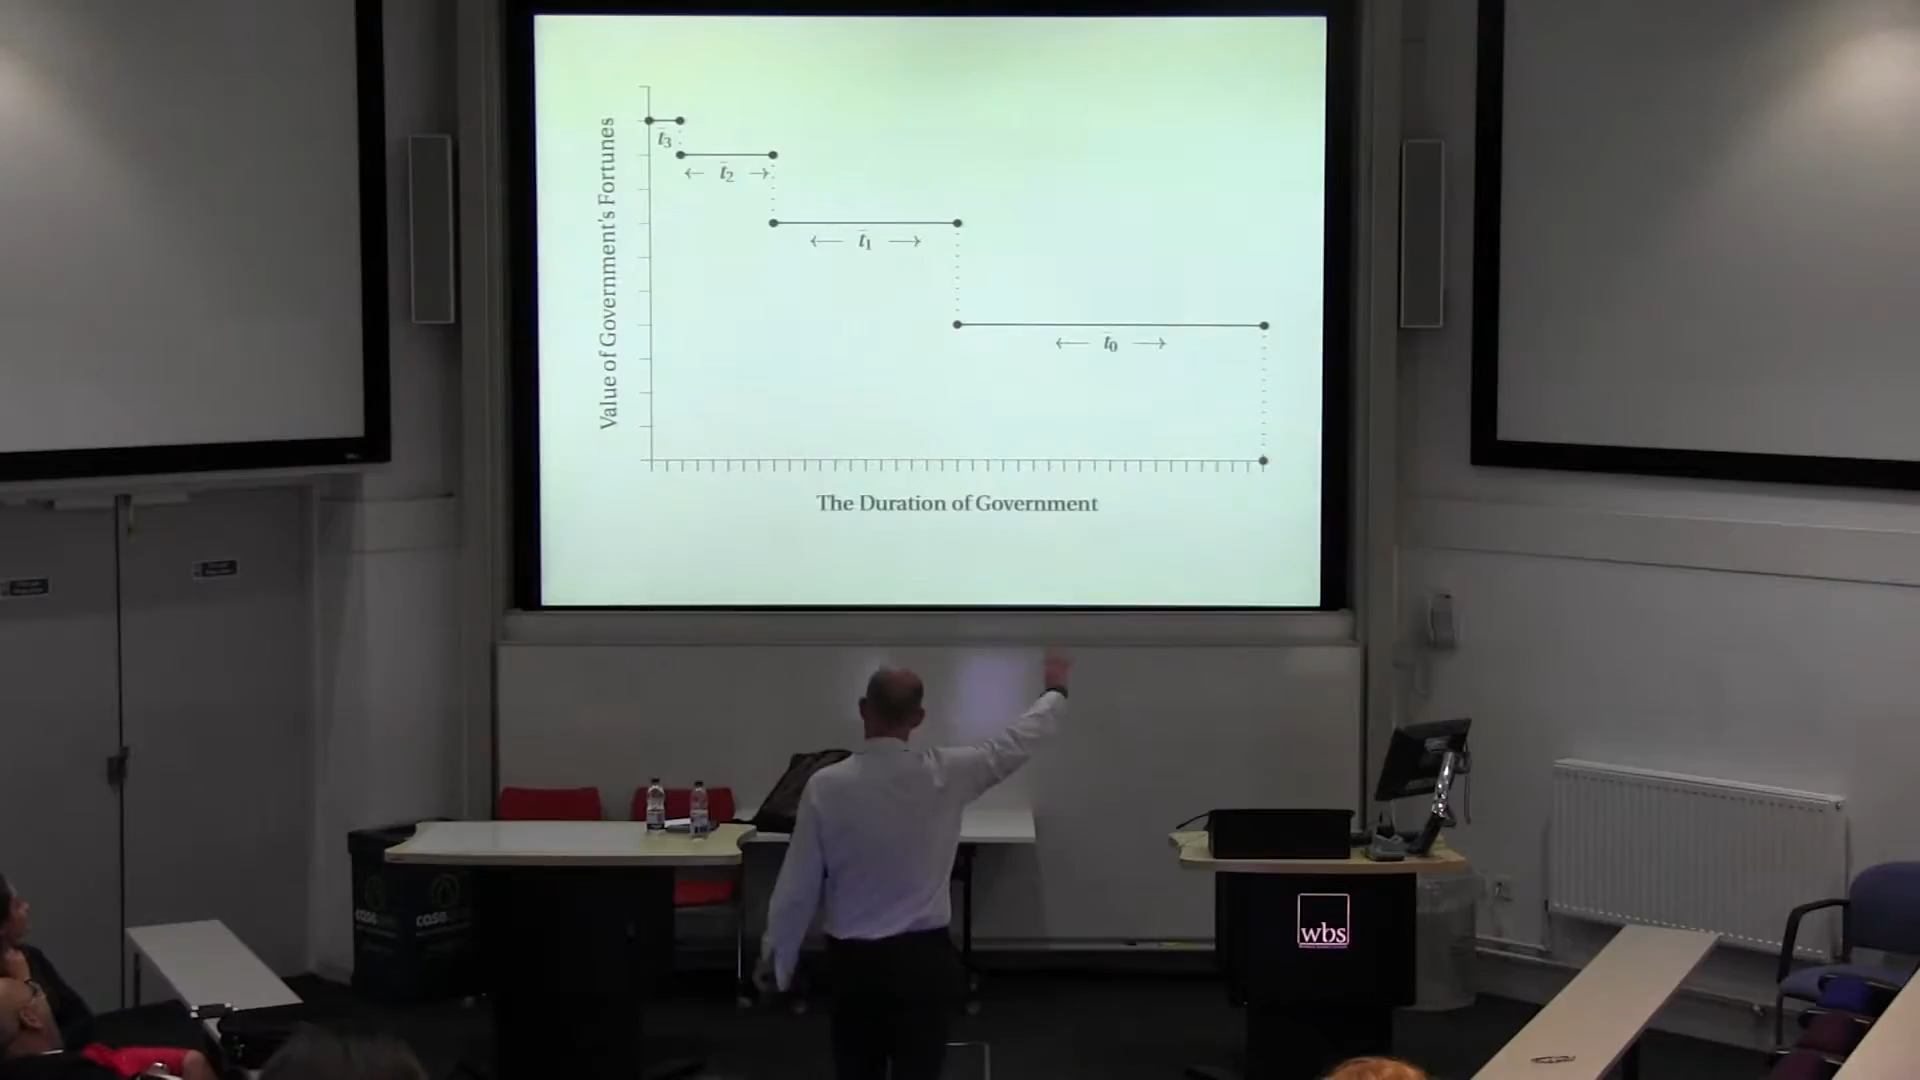 Value of Government's Fortunes
t̄3
← t̄2 →
← t̄1 →
← t̄0 →
The Duration of Government
wbs